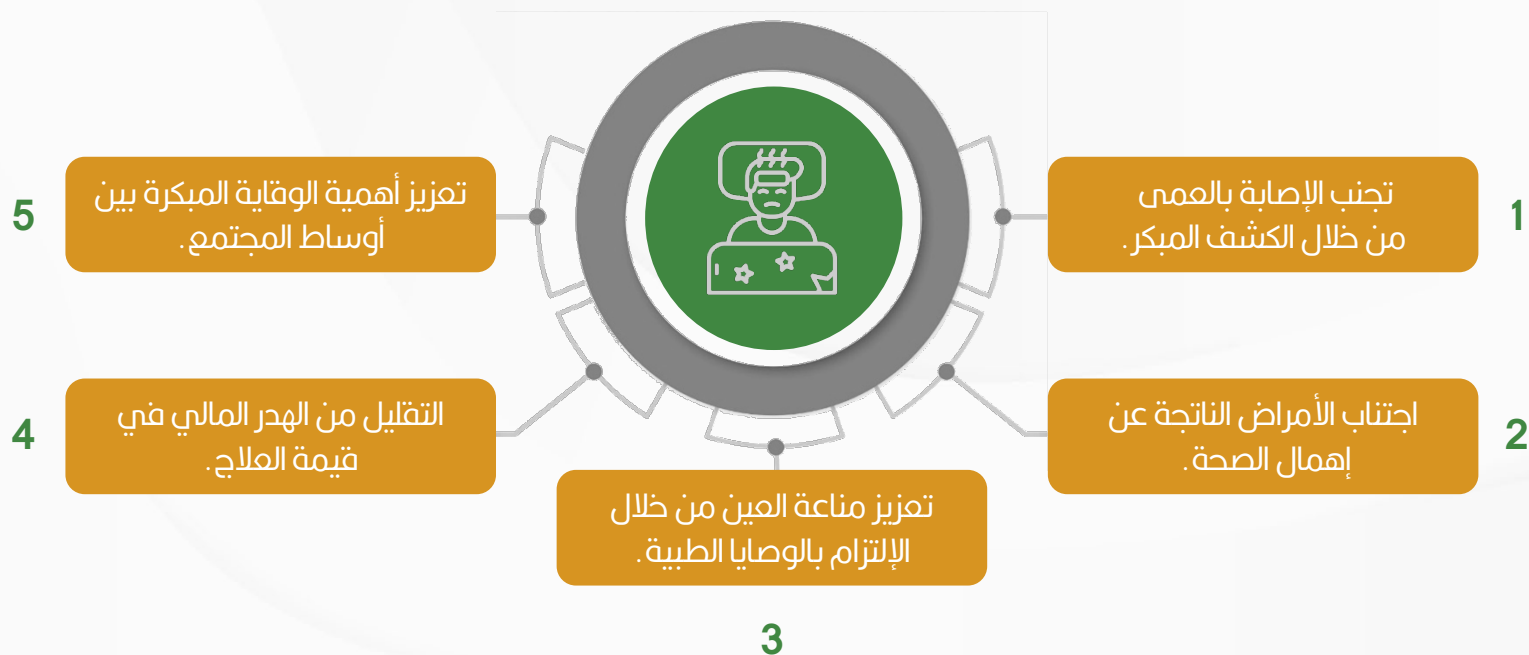 1
تجنب الإصابة بالعمى
من خلال الكشف المبكر.
2
اجتناب الأمراض الناتجة عن
إهمال الصحة.
3
تعزيز مناعة العين من خلال
الإلتزام بالوصايا الطبية.
4
التقليل من الهدر المالي في
قيمة العلاج.
5
تعزيز أهمية الوقاية المبكرة بين
أوساط المجتمع.